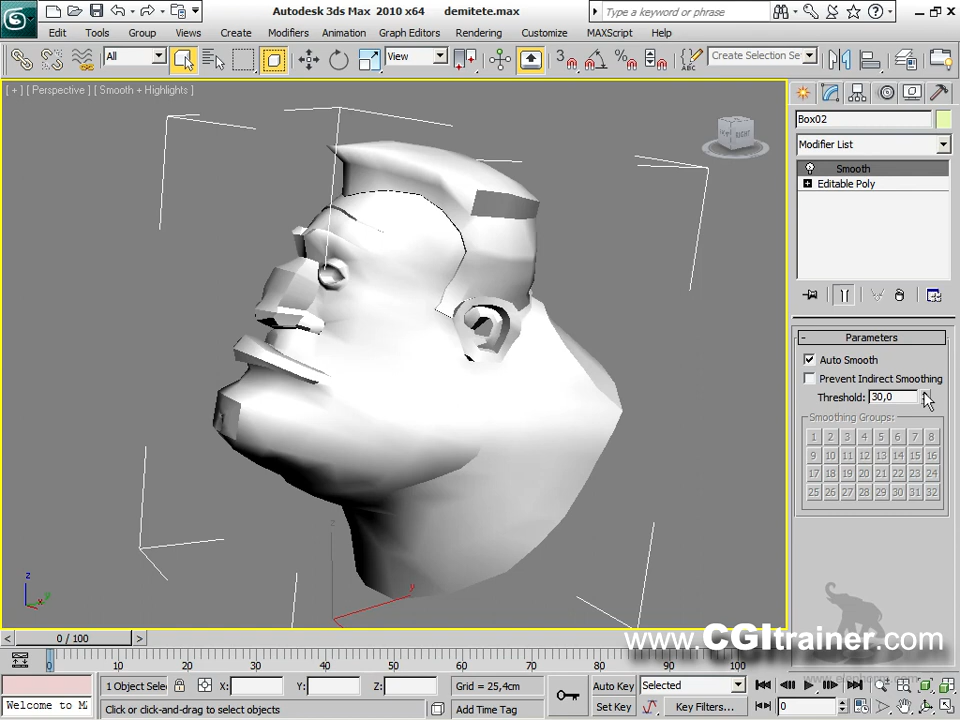 Autodesk 3ds Max 2010 x64 demitete.max
Type a keyword or phrase
Edit Tools Group Views Create Modifiers Animation Graph Editors Rendering Customize MAXScript Help
All View 3 Create Selection Se
[ + ] [ Perspective ] [ Smooth + Highlights ]
RIGHT
Box02
Modifier List
Smooth
Editable Poly
Parameters
Auto Smooth
Prevent Indirect Smoothing
Threshold: 30,0
Smoothing Groups:
1 2 3 4 5 6 7 8
9 10 11 12 13 14 15 16
17 18 19 20 21 22 23 24
25 26 27 28 29 30 31 32
z
y
z
y
x
0 / 100
www.CGItrainer.com
0 10 20 30 40 50 60 70 80 90 100
1 Object Selec X: Y: Z: Grid = 25,4cm Auto Key Selected
Welcome to M Click or click-and-drag to select objects Add Time Tag Set Key Key Filters... 0